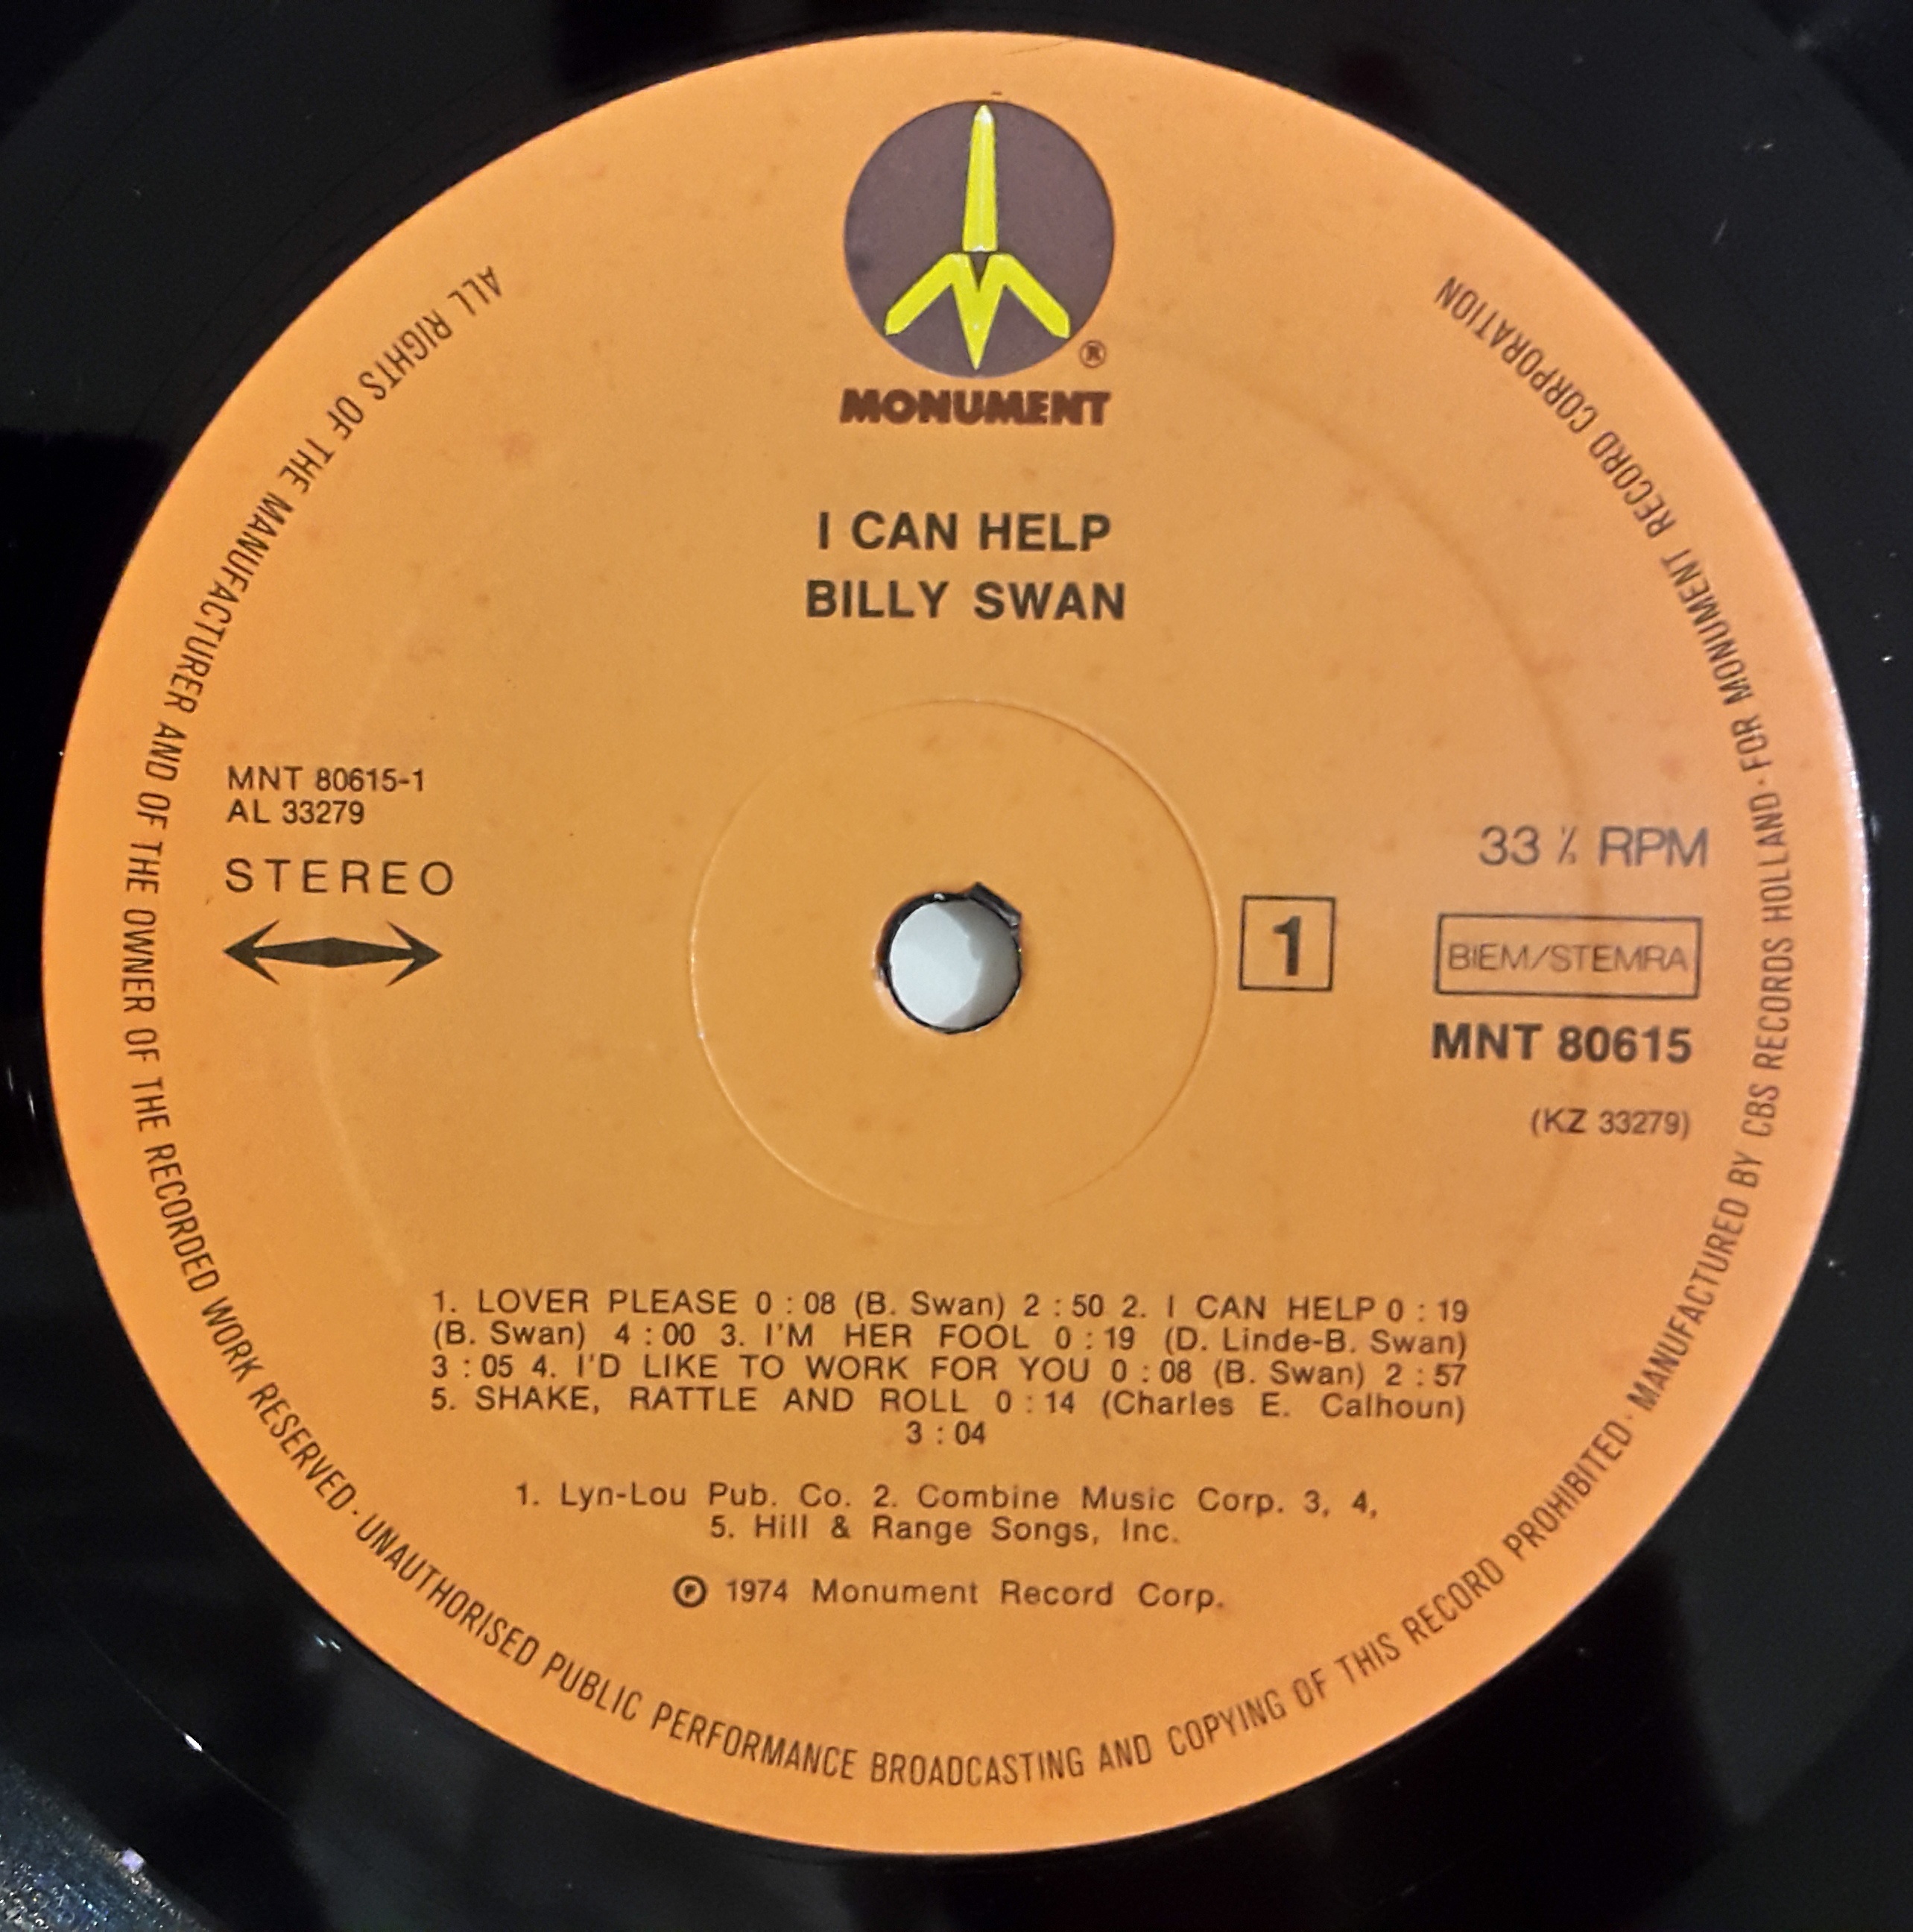 ®
MONUMENT
I CAN HELP
BILLY SWAN
MNT 80615-1
AL 33279
STEREO
1
33 ⅓ RPM
BIEM/STEMRA
MNT 80615
(KZ 33279)
1. LOVER PLEASE 0 : 08 (B. Swan) 2 : 50 2. I CAN HELP 0 : 19
(B. Swan) 4 : 00 3. I'M HER FOOL 0 : 19 (D. Linde-B. Swan)
3 : 05 4. I'D LIKE TO WORK FOR YOU 0 : 08 (B. Swan) 2 : 57
5. SHAKE, RATTLE AND ROLL 0 : 14 (Charles E. Calhoun)
3 : 04
1. Lyn-Lou Pub. Co. 2. Combine Music Corp. 3, 4,
5. Hill & Range Songs, Inc.
℗ 1974 Monument Record Corp.
ALL RIGHTS OF THE MANUFACTURER AND OF THE OWNER OF THE RECORDED WORK RESERVED · UNAUTHORISED PUBLIC PERFORMANCE BROADCASTING AND COPYING OF THIS RECORD PROHIBITED · MANUFACTURED BY CBS RECORDS HOLLAND · FOR MONUMENT RECORD CORPORATION